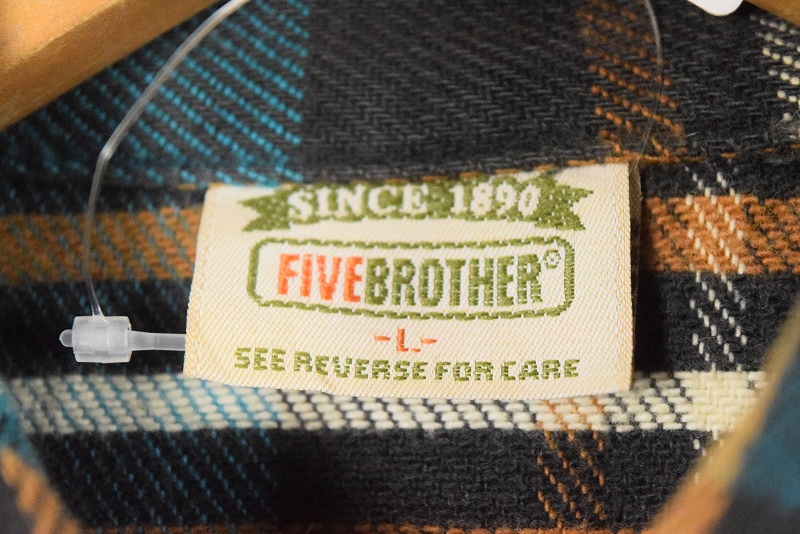 SINCE 1890
FIVEBROTHER®
-L-
SEE REVERSE FOR CARE